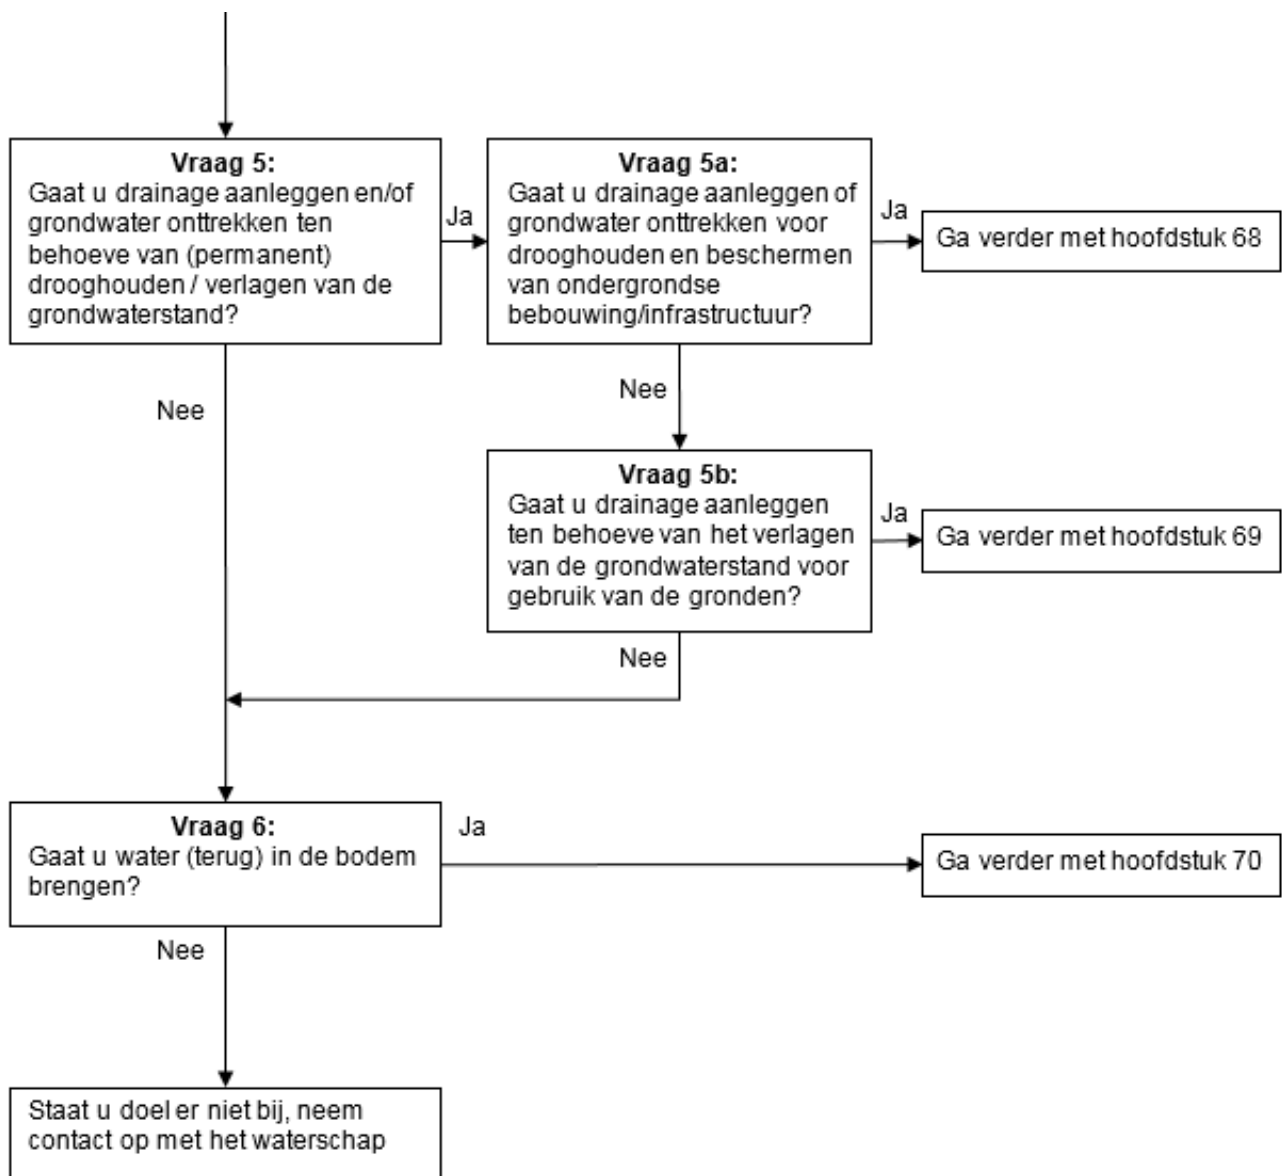 Vraag 5:
Gaat u drainage aanleggen en/of
grondwater onttrekken ten
behoeve van (permanent)
drooghouden / verlagen van de
grondwaterstand?
Ja
Vraag 5a:
Gaat u drainage aanleggen of
grondwater onttrekken voor
drooghouden en beschermen
van ondergrondse
bebouwing/infrastructuur?
Ja
Ga verder met hoofdstuk 68
Nee
Nee
Vraag 5b:
Gaat u drainage aanleggen
ten behoeve van het verlagen
van de grondwaterstand voor
gebruik van de gronden?
Ja
Ga verder met hoofdstuk 69
Nee
Vraag 6:
Gaat u water (terug) in de bodem
brengen?
Ja
Ga verder met hoofdstuk 70
Nee
Staat u doel er niet bij, neem
contact op met het waterschap